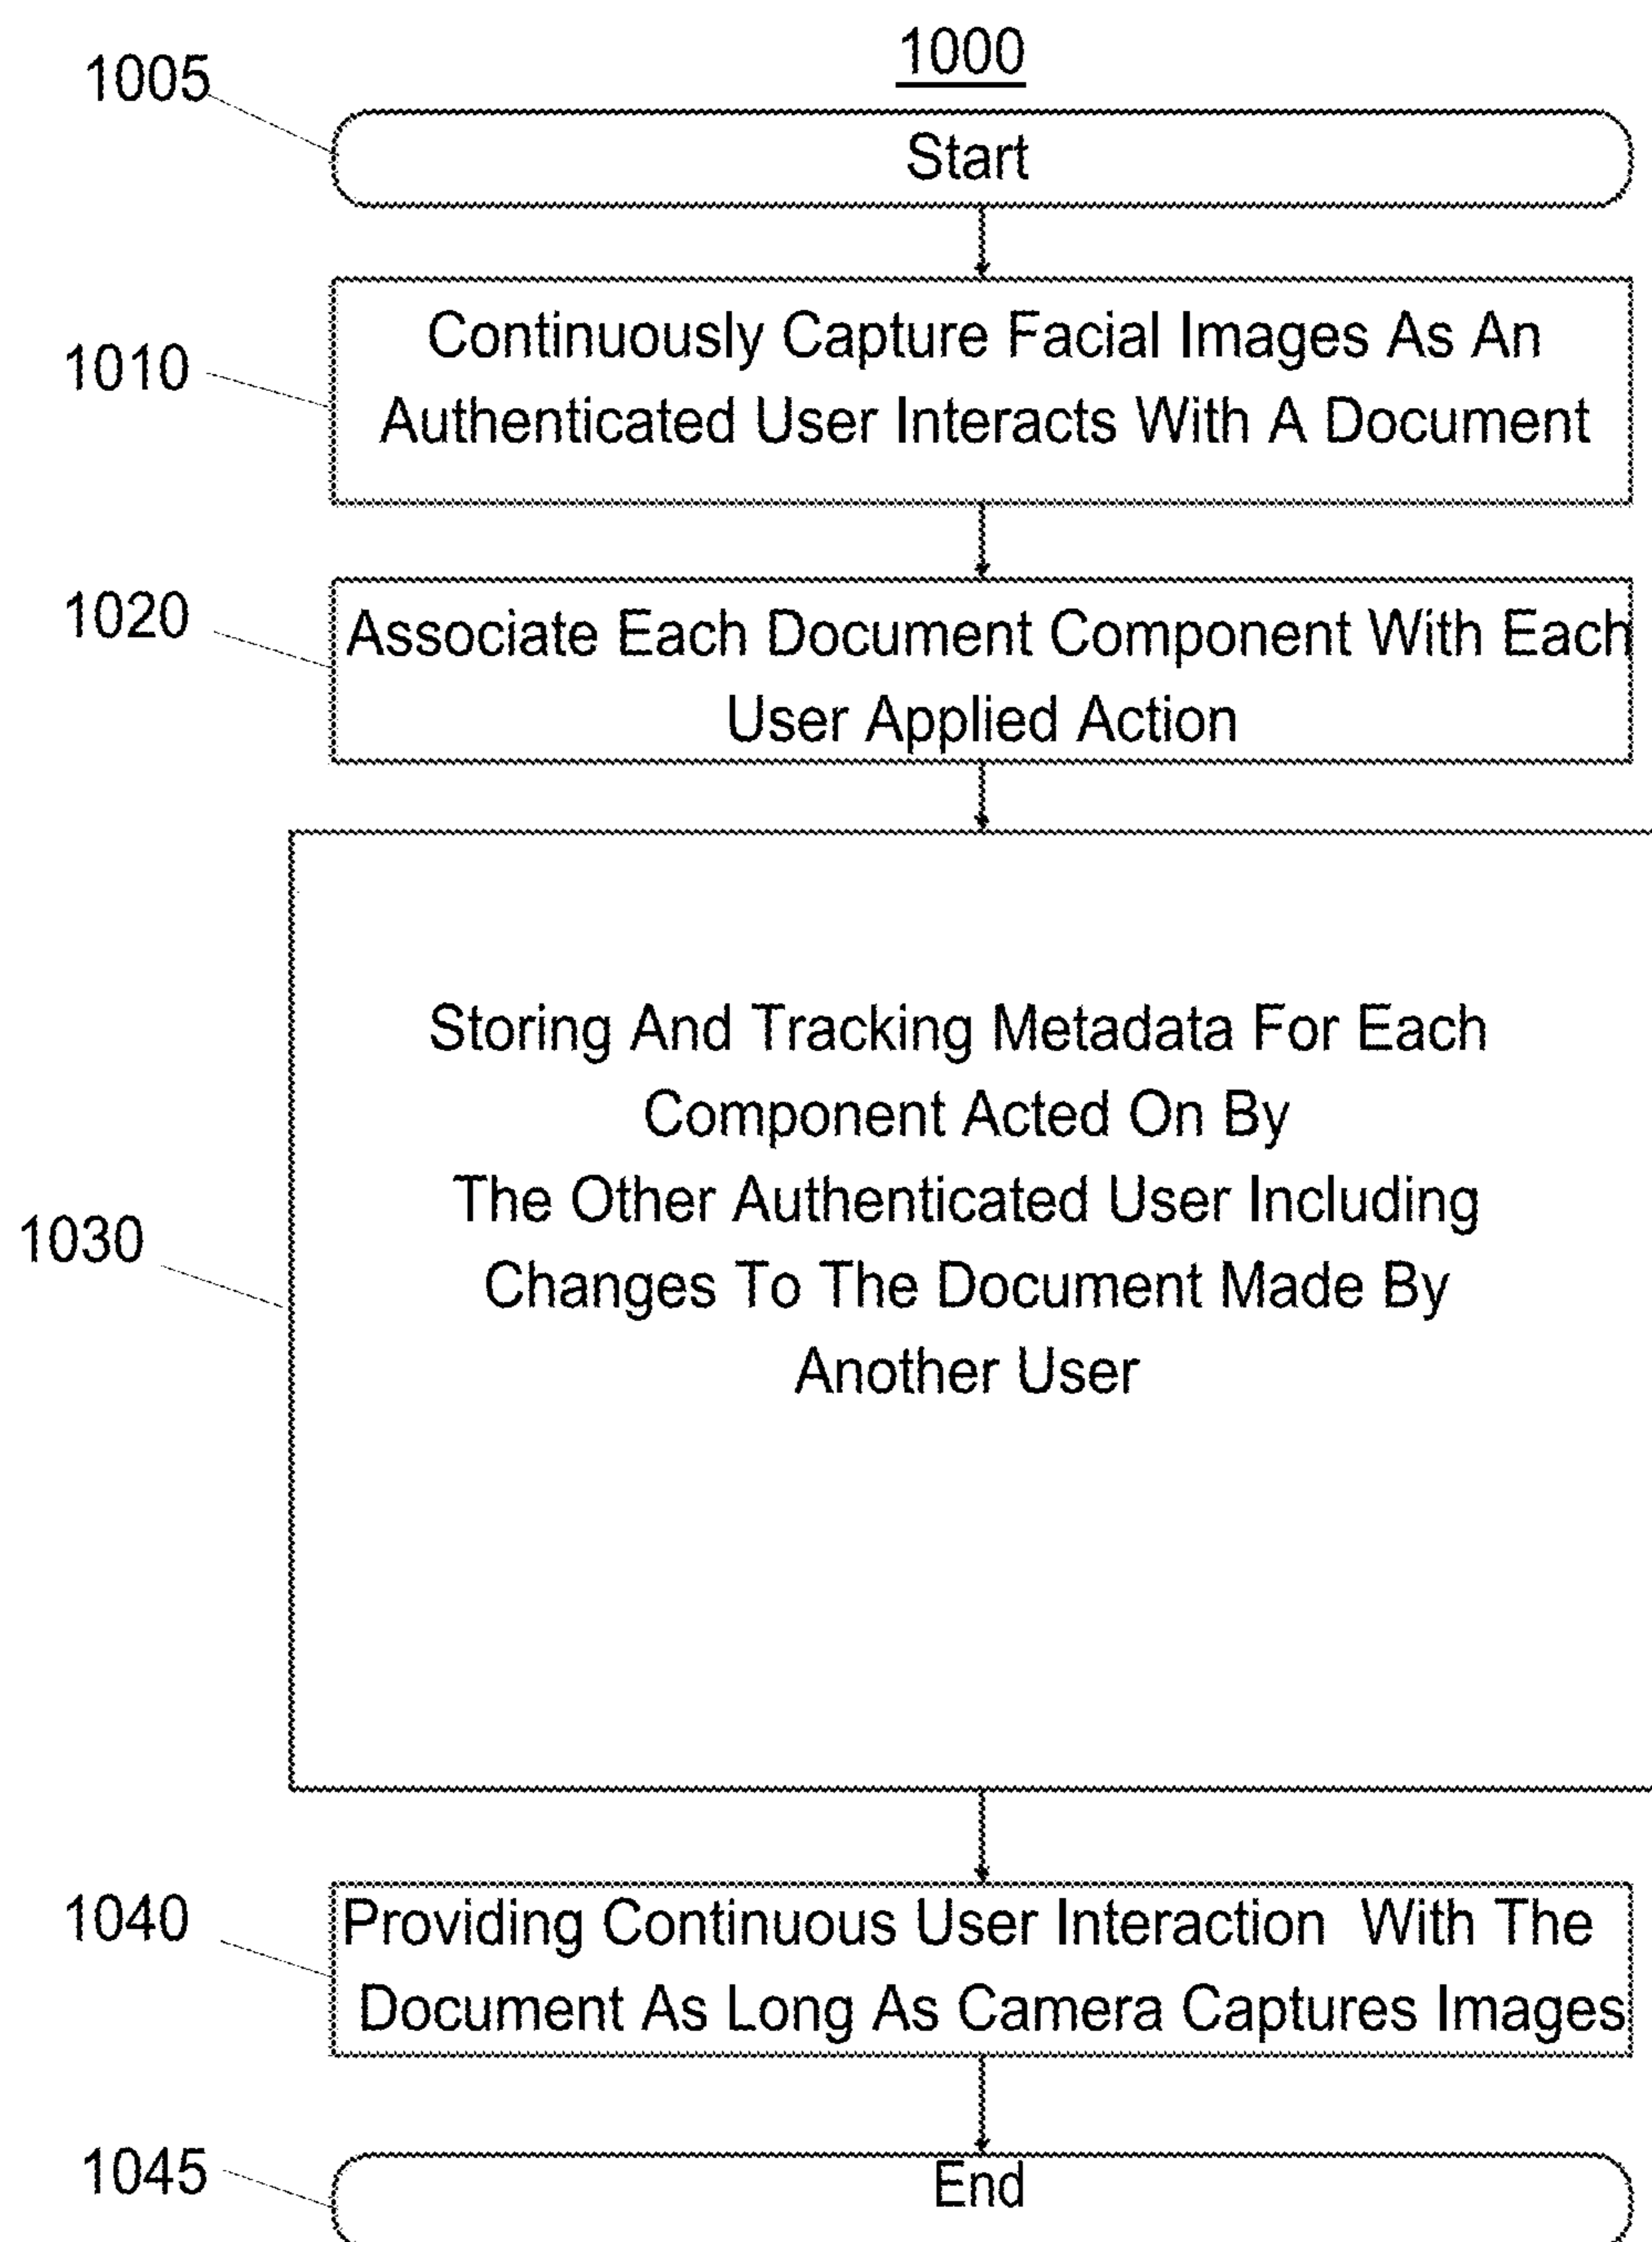 1000
1005
Start
1010
Continuously Capture Facial Images As An
Authenticated User Interacts With A Document
1020
Associate Each Document Component With Each
User Applied Action
1030
Storing And Tracking Metadata For Each
Component Acted On By
The Other Authenticated User Including
Changes To The Document Made By
Another User
1040
Providing Continuous User Interaction With The
Document As Long As Camera Captures Images
1045
End